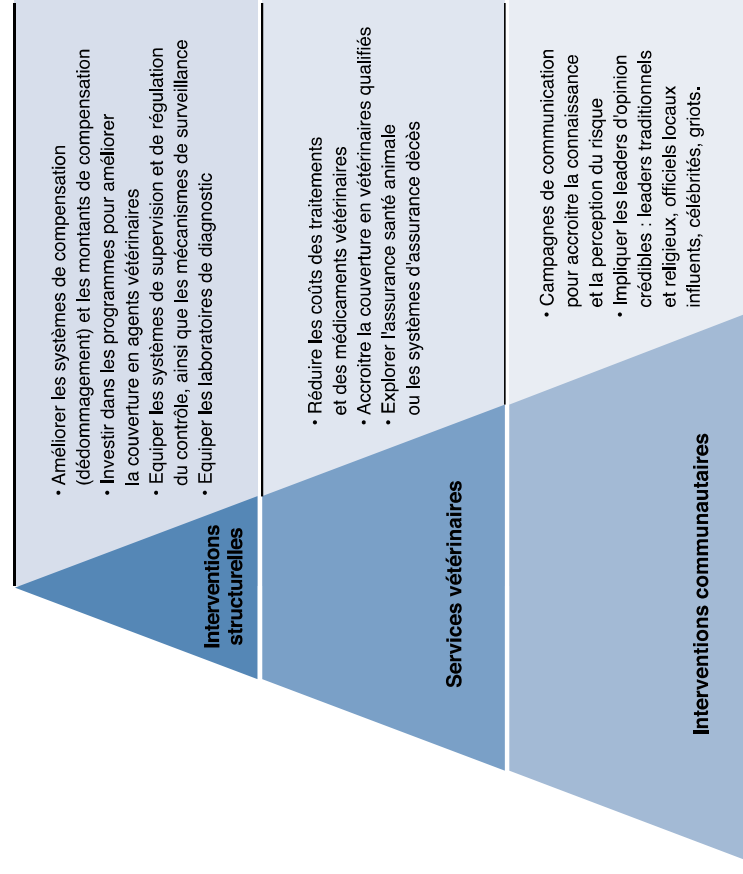 Interventions
structurelles
• Améliorer les systèmes de compensation
(dédommagement) et les montants de compensation
• Investir dans les programmes pour améliorer
la couverture en agents vétérinaires
• Equiper les systèmes de supervision et de régulation
du contrôle, ainsi que les mécanismes de surveillance
• Equiper les laboratoires de diagnostic
Services vétérinaires
• Réduire les coûts des traitements
et des médicaments vétérinaires
• Accroitre la couverture en vétérinaires qualifiés
• Explorer l'assurance santé animale
ou les systèmes d'assurance dècès
Interventions communautaires
• Campagnes de communication
pour accroitre la connaissance
et la perception du risque
• Impliquer les leaders d'opinion
crédibles : leaders traditionnels
et religieux, officiels locaux
influents, célébrités, griots.